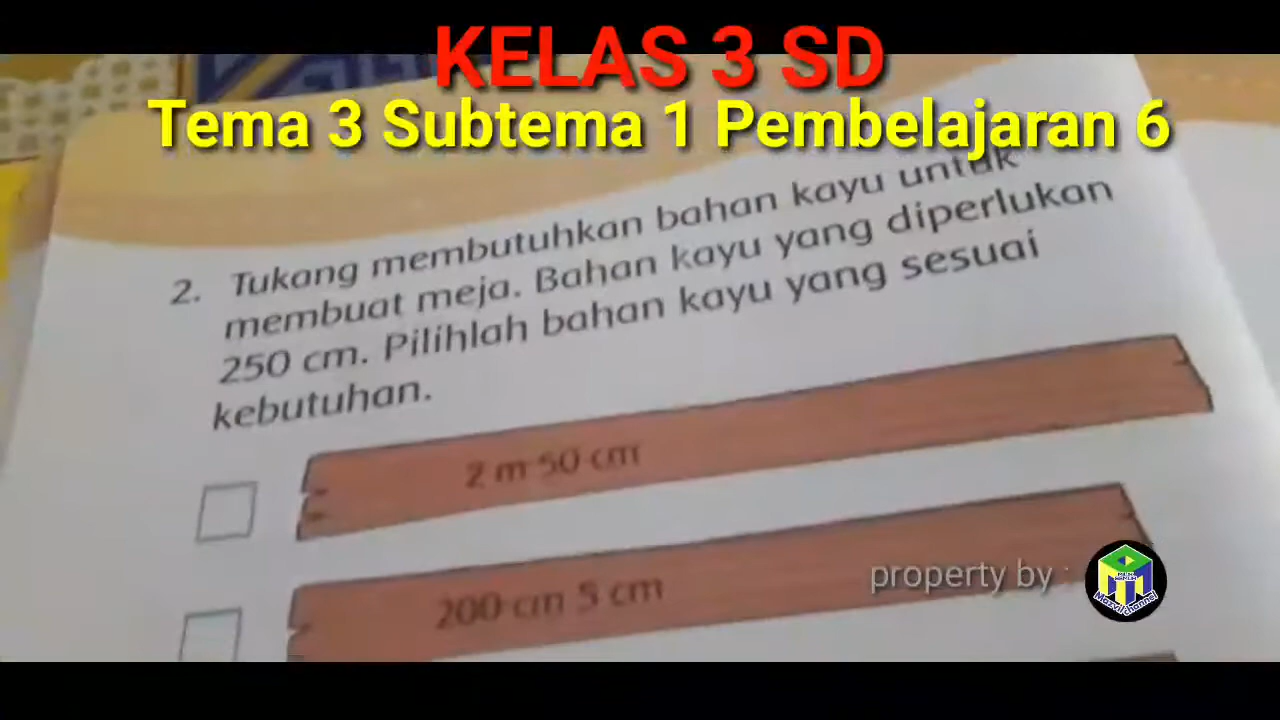 KELAS 3 SD
Tema 3 Subtema 1 Pembelajaran 6
2. Tukang membutuhkan bahan kayu untuk
membuat meja. Bahan kayu yang diperlukan
250 cm. Pilihlah bahan kayu yang sesuai
kebutuhan.
2 m 50 cm
200 cm 5 cm
property by :
Mazvi Channel